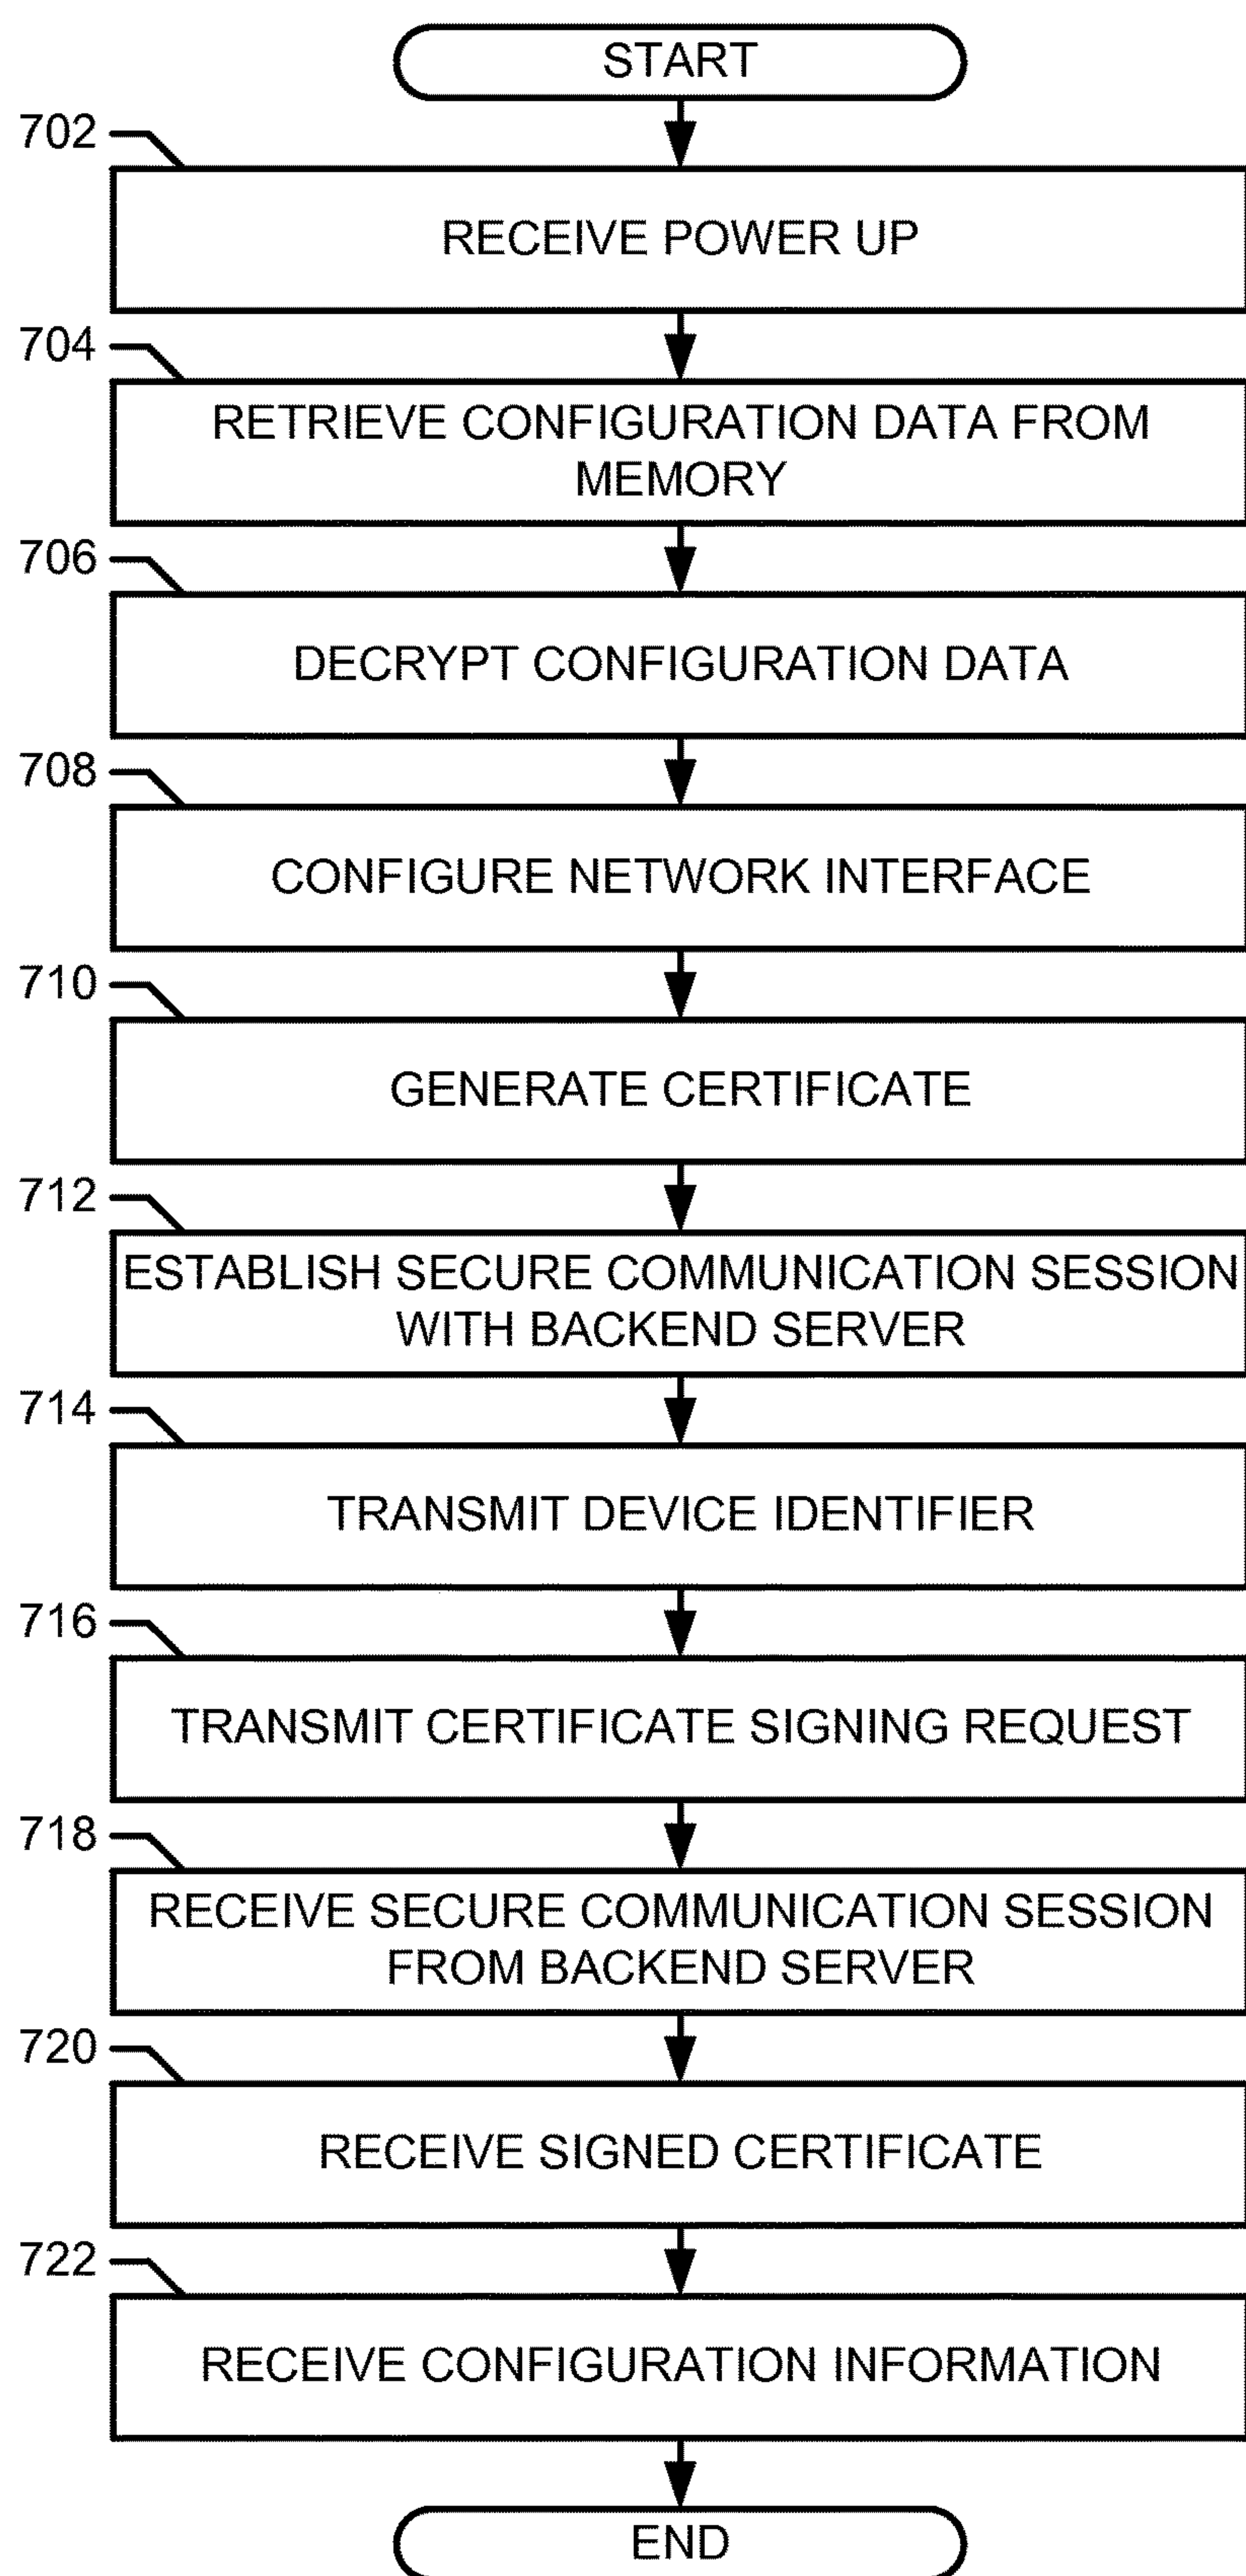 START
702
RECEIVE POWER UP
704
RETRIEVE CONFIGURATION DATA FROM
MEMORY
706
DECRYPT CONFIGURATION DATA
708
CONFIGURE NETWORK INTERFACE
710
GENERATE CERTIFICATE
712
ESTABLISH SECURE COMMUNICATION SESSION
WITH BACKEND SERVER
714
TRANSMIT DEVICE IDENTIFIER
716
TRANSMIT CERTIFICATE SIGNING REQUEST
718
RECEIVE SECURE COMMUNICATION SESSION
FROM BACKEND SERVER
720
RECEIVE SIGNED CERTIFICATE
722
RECEIVE CONFIGURATION INFORMATION
END